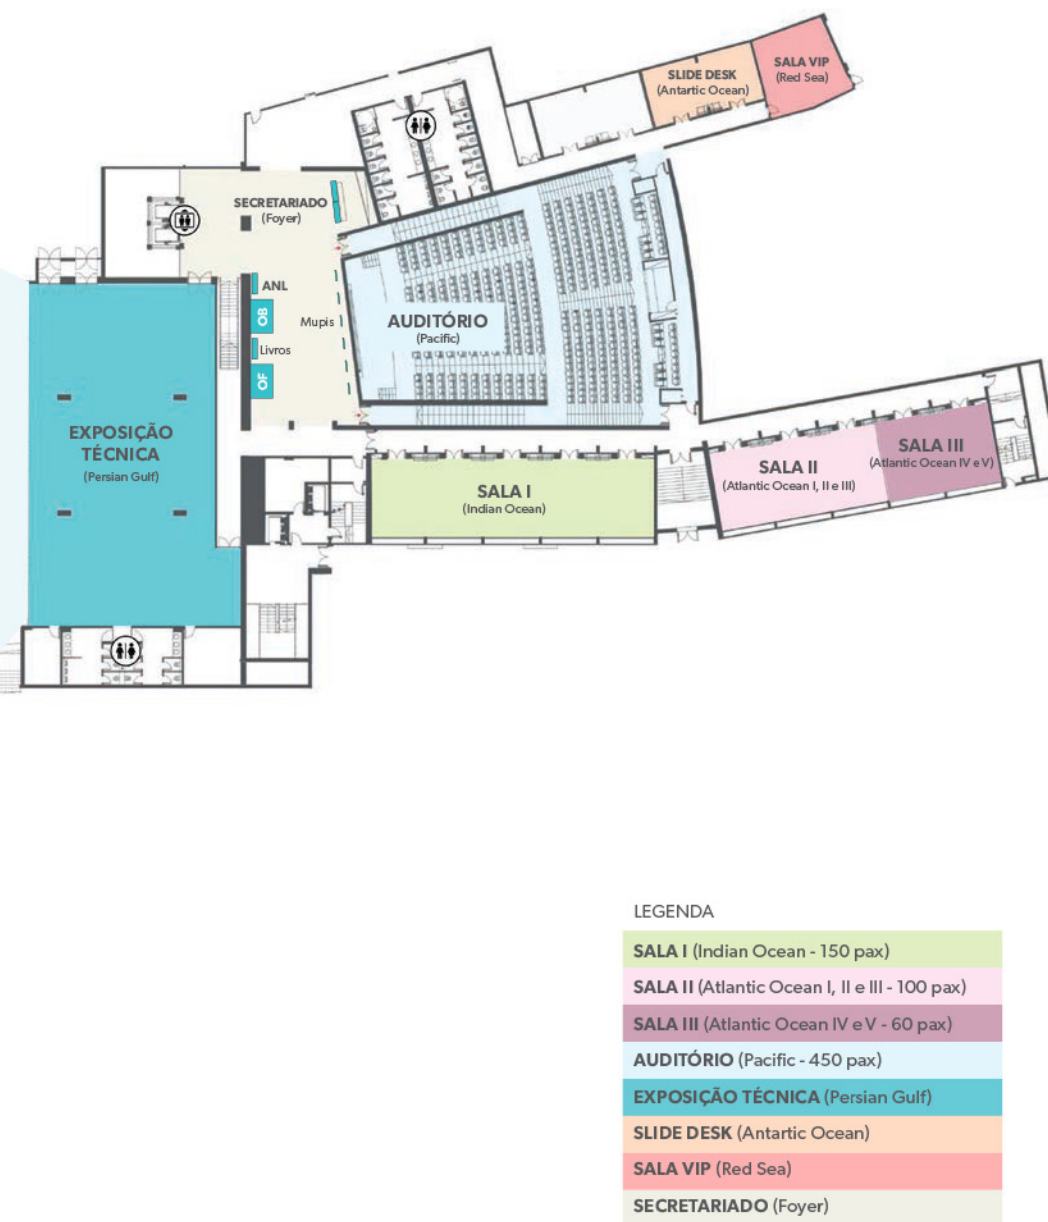 SALA VIP
(Red Sea)
SLIDE DESK
(Antartic Ocean)
SECRETARIADO
(Foyer)
ANL
OB
Mupis
Livros
OF
AUDITÓRIO
(Pacific)
EXPOSIÇÃO
TÉCNICA
(Persian Gulf)
SALA I
(Indian Ocean)
SALA II
(Atlantic Ocean I, II e III)
SALA III
(Atlantic Ocean IV e V)
LEGENDA
SALA I (Indian Ocean - 150 pax)
SALA II (Atlantic Ocean I, II e III - 100 pax)
SALA III (Atlantic Ocean IV e V - 60 pax)
AUDITÓRIO (Pacific - 450 pax)
EXPOSIÇÃO TÉCNICA (Persian Gulf)
SLIDE DESK (Antartic Ocean)
SALA VIP (Red Sea)
SECRETARIADO (Foyer)